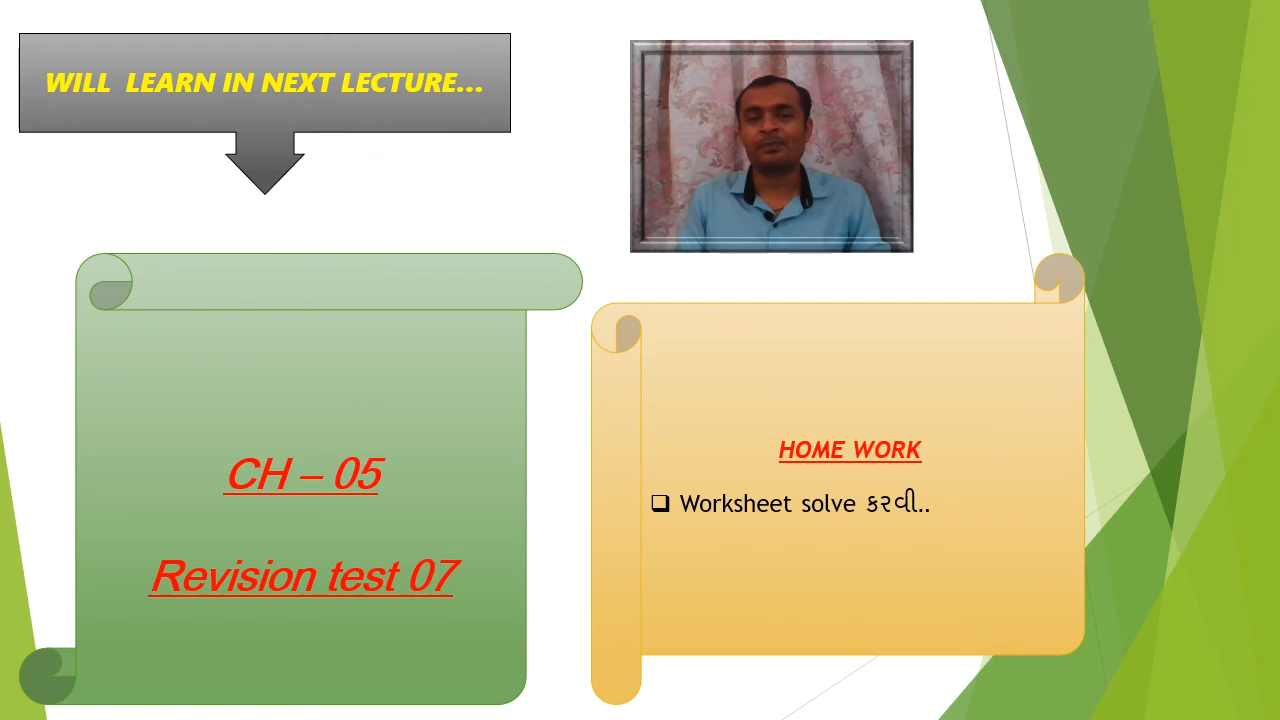 WILL LEARN IN NEXT LECTURE...
CH – 05
Revision test 07
HOME WORK
❑ Worksheet solve કરવી..